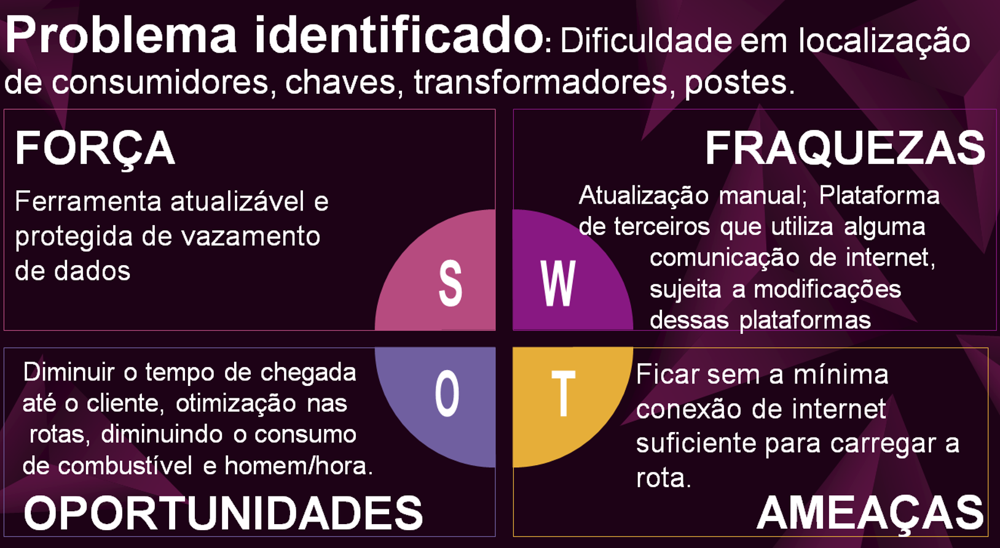 Problema identificado: Dificuldade em localização
de consumidores, chaves, transformadores, postes.
FORÇA
Ferramenta atualizável e
protegida de vazamento
de dados
S
FRAQUEZAS
Atualização manual; Plataforma
de terceiros que utiliza alguma
comunicação de internet,
sujeita a modificações
dessas plataformas
W
Diminuir o tempo de chegada
até o cliente, otimização nas
rotas, diminuindo o consumo
de combustível e homem/hora.
OPORTUNIDADES
O
T
Ficar sem a mínima
conexão de internet
suficiente para carregar a
rota.
AMEAÇAS